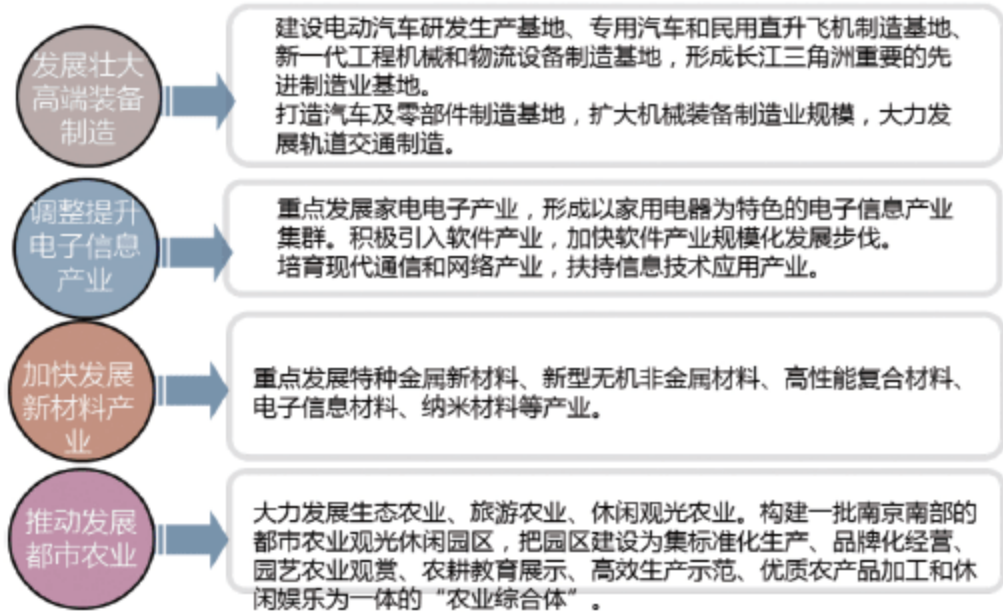 发展壮大
高端装备
制造
建设电动汽车研发生产基地、专用汽车和民用直升飞机制造基地、
新一代工程机械和物流设备制造基地，形成长江三角洲重要的先
进制造业基地。
打造汽车及零部件制造基地，扩大机械装备制造业规模，大力发
展轨道交通制造。
调整提升
电子信息
产业
重点发展家电电子产业，形成以家用电器为特色的电子信息产业
集群。积极引入软件产业，加快软件产业规模化发展步伐。
培育现代通信和网络产业，扶持信息技术应用产业。
加快发展
新材料产
业
重点发展特种金属新材料、新型无机非金属材料、高性能复合材料、
电子信息材料、纳米材料等产业。
推动发展
都市农业
大力发展生态农业、旅游农业、休闲观光农业。构建一批南京南部的
都市农业观光休闲园区，把园区建设为集标准化生产、品牌化经营、
园艺农业观赏、农耕教育展示、高效生产示范、优质农产品加工和休
闲娱乐为一体的“农业综合体”。